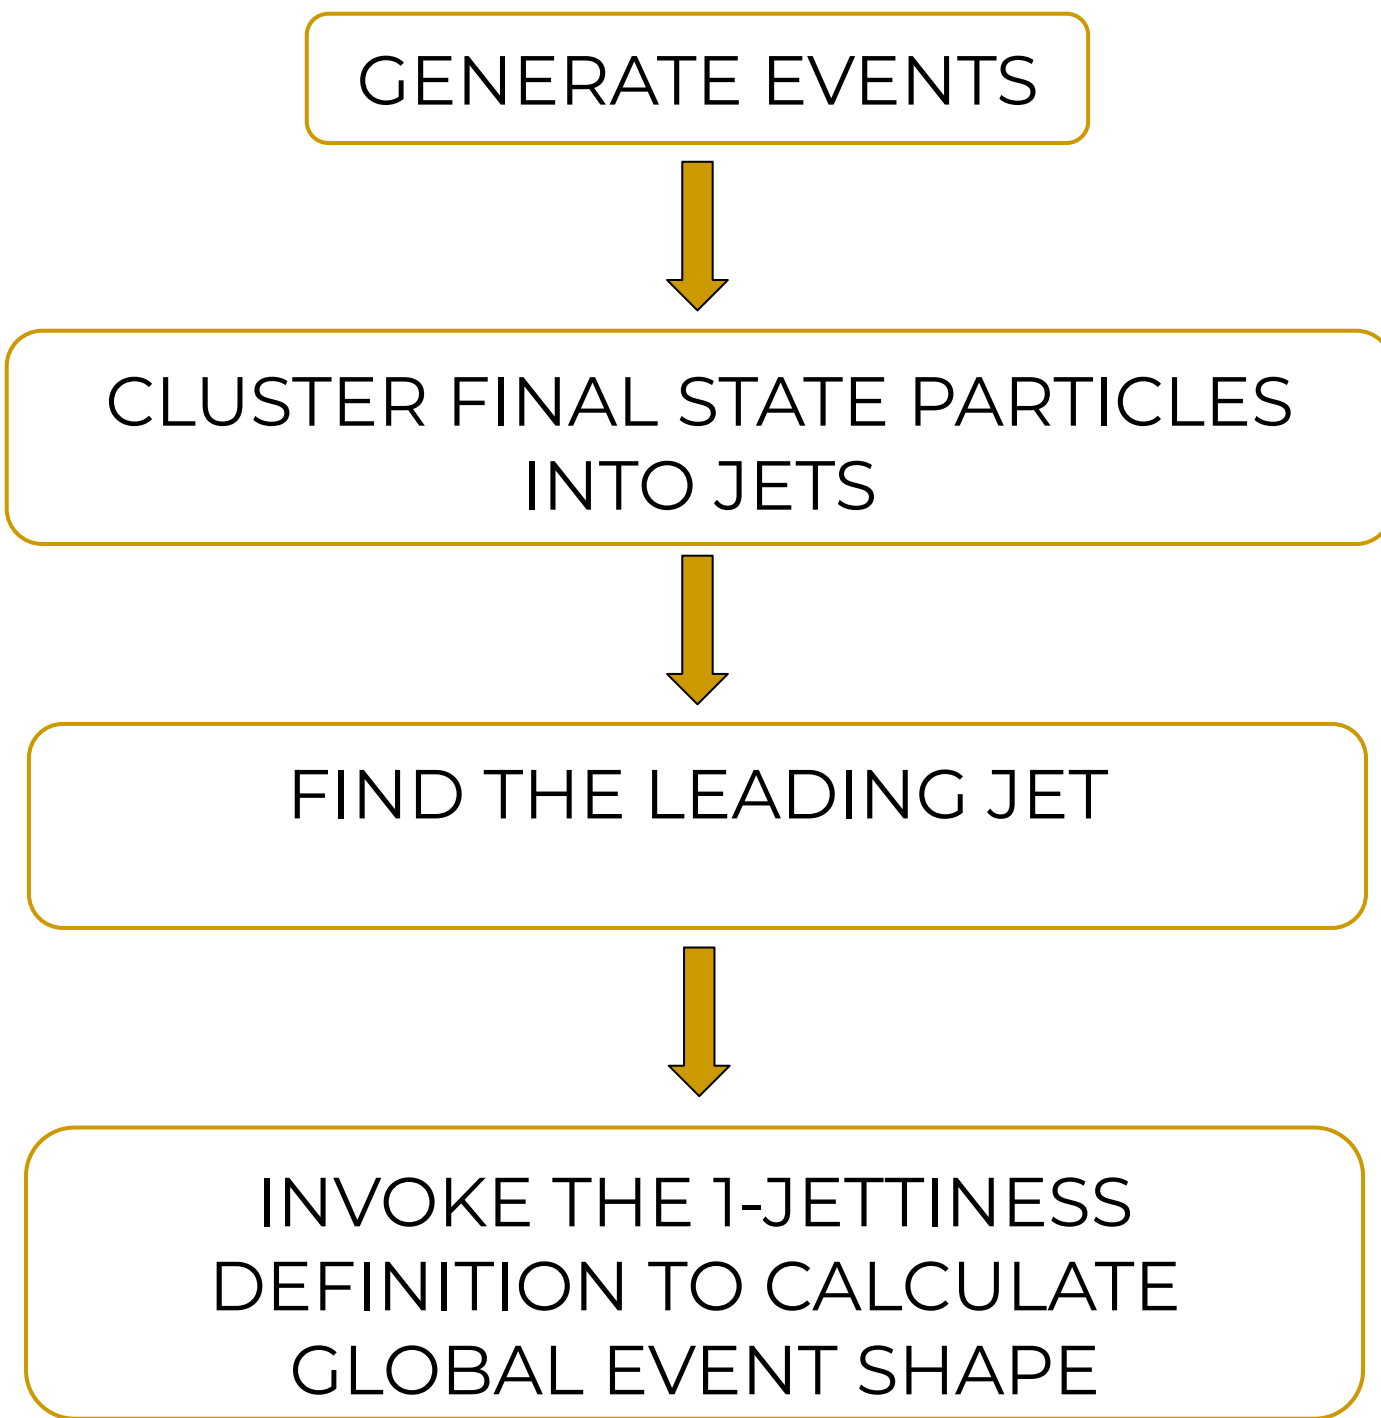 GENERATE EVENTS
CLUSTER FINAL STATE PARTICLES
INTO JETS
FIND THE LEADING JET
INVOKE THE 1-JETTINESS
DEFINITION TO CALCULATE
GLOBAL EVENT SHAPE